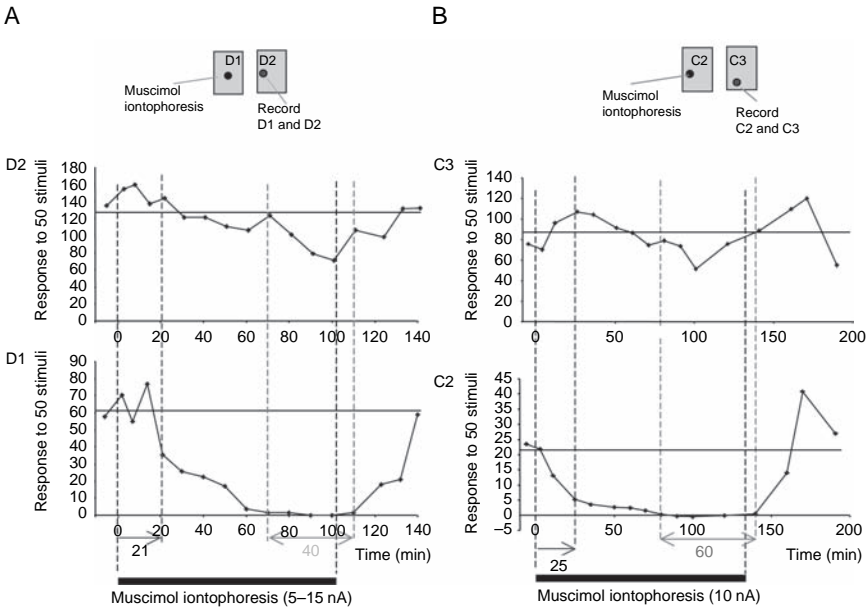 A
D1
D2
Muscimol
iontophoresis
Record
D1 and D2
D2
Response to 50 stimuli
180
160
140
120
100
80
60
40
20
0
0 20 40 60 80 100 120 140
D1
Response to 50 stimuli
90
80
70
60
50
40
30
20
10
0
0 20 40 60 80 100 120 140
21
40
Time (min)
Muscimol iontophoresis (5–15 nA)
B
C2
C3
Muscimol
iontophoresis
Record
C2 and C3
C3
Response to 50 stimuli
140
120
100
80
60
40
20
0
0 50 100 150 200
C2
Response to 50 stimuli
45
40
35
30
25
20
15
10
5
0
–5
0 50 100 150 200
25
60
Time (min)
Muscimol iontophoresis (10 nA)